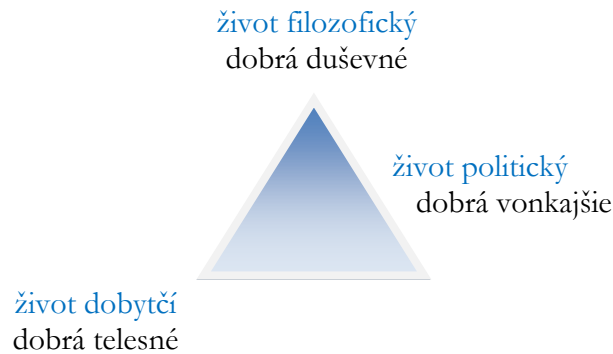 život filozofický
dobrá duševné
život politický
dobrá vonkajšie
život dobytčí
dobrá telesné